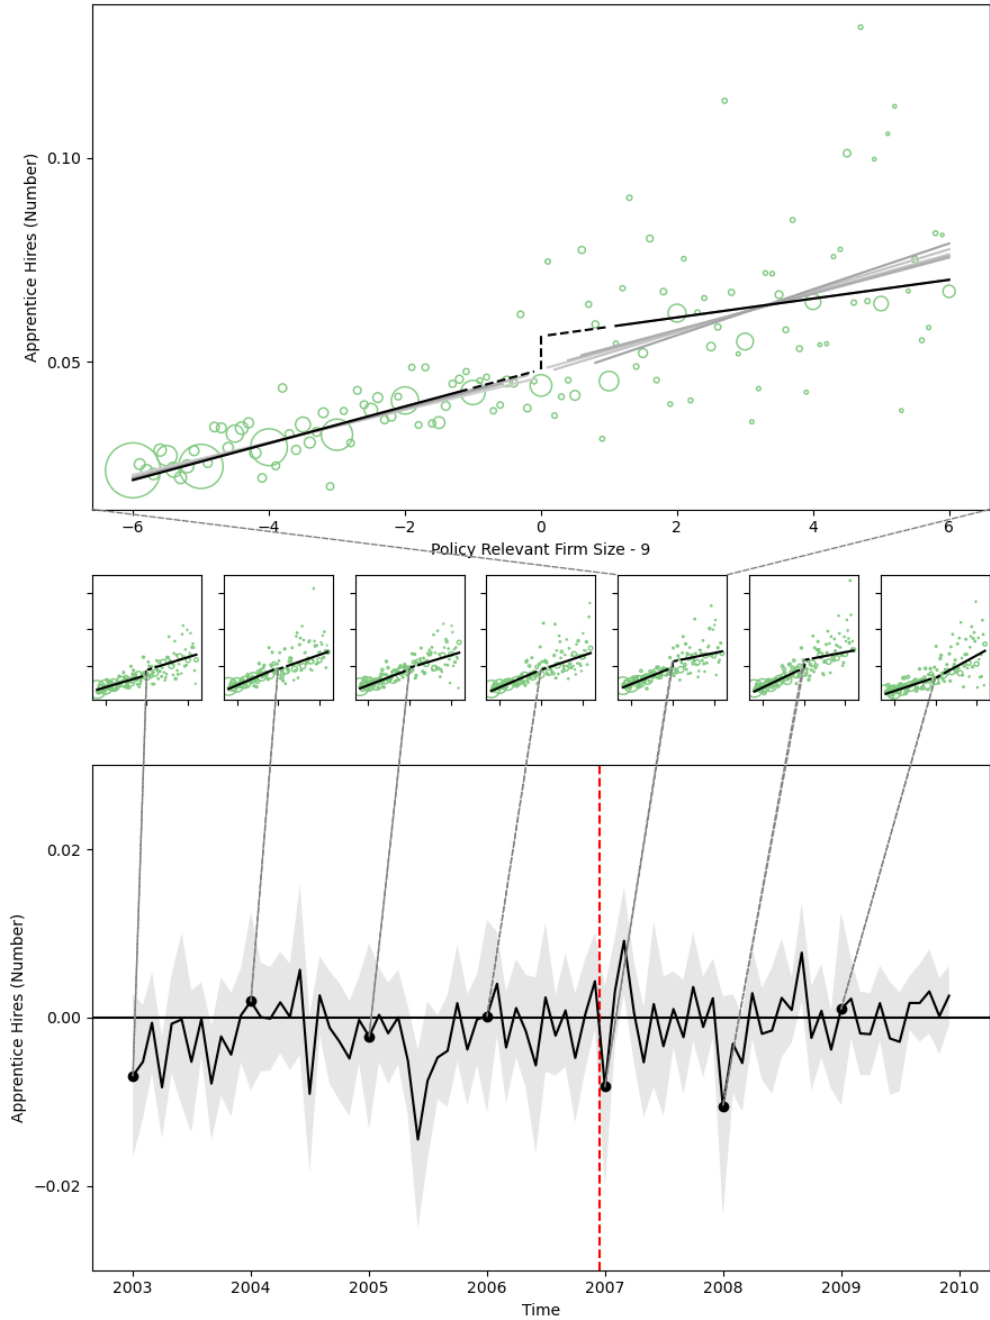 Apprentice Hires (Number)
0.10
0.05
−6 −4 −2 0 2 4 6
Policy Relevant Firm Size - 9
Apprentice Hires (Number)
0.02
0.00
−0.02
2003 2004 2005 2006 2007 2008 2009 2010
Time